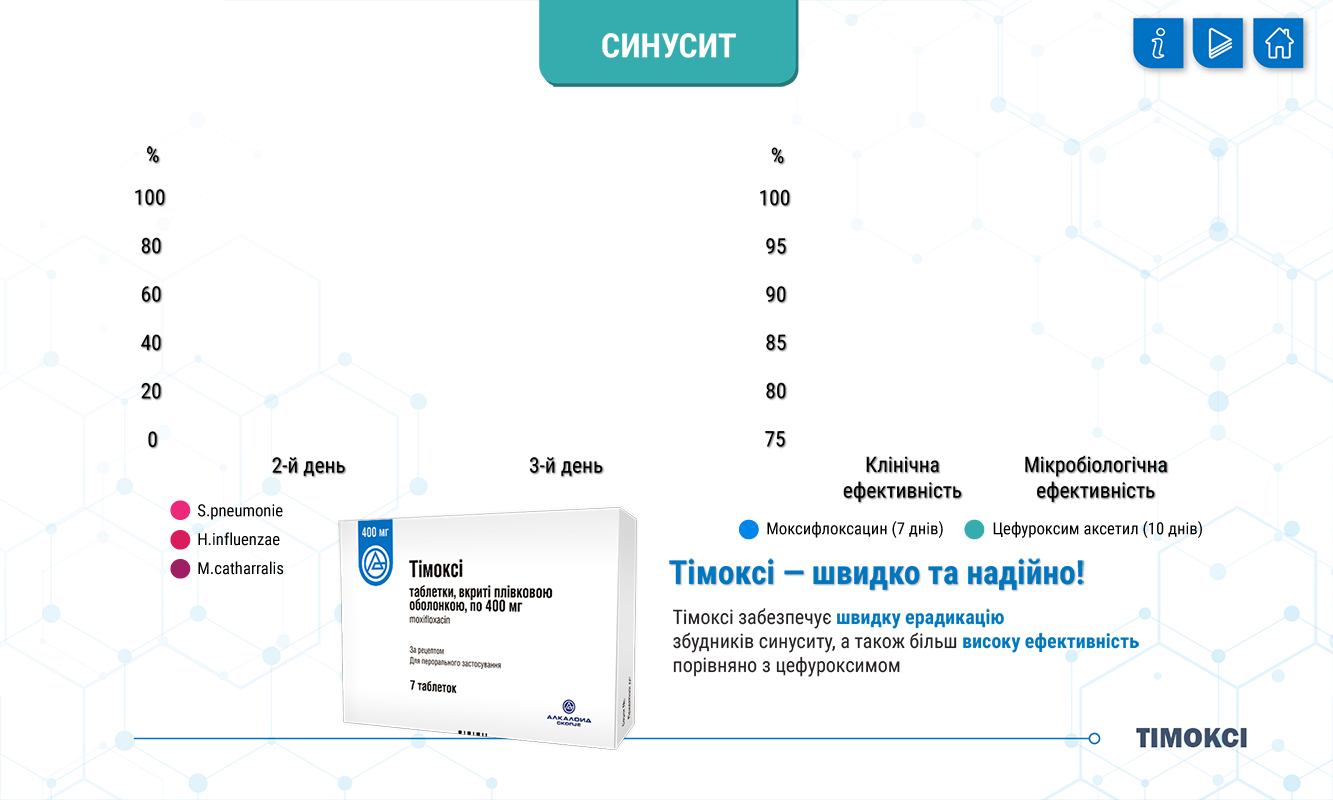 СИНУСИТ
%
100
80
60
40
20
0
2-й день
3-й день
S.pneumonie
H.influenzae
M.catharralis
%
100
95
90
85
80
75
Клінічна
ефективність
Мікробіологічна
ефективність
Моксифлоксацин (7 днів)
Цефуроксим аксетил (10 днів)
400 мг
Тімоксі
таблетки, вкриті плівковою
оболонкою, по 400 мг
moxifloxacin
За рецептом
Для перорального застосування
7 таблеток
АЛКАЛОИД
СКОПЈЕ
Тімоксі — швидко та надійно!
Тімоксі забезпечує швидку ерадикацію
збудників синуситу, а також більш високу ефективність
порівняно з цефуроксимом
ТІМОКСІ